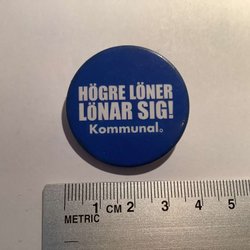 HÖGRE LÖNER
LÖNAR SIG!
Kommunal.
1 CM 2 3 4 5
METRIC